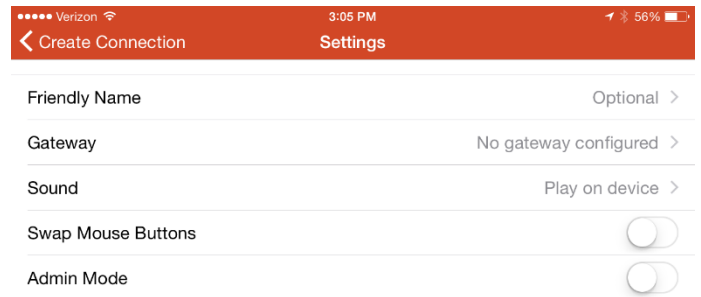 Verizon 3:05 PM 56%
Create Connection Settings
Friendly Name Optional
Gateway No gateway configured
Sound Play on device
Swap Mouse Buttons
Admin Mode